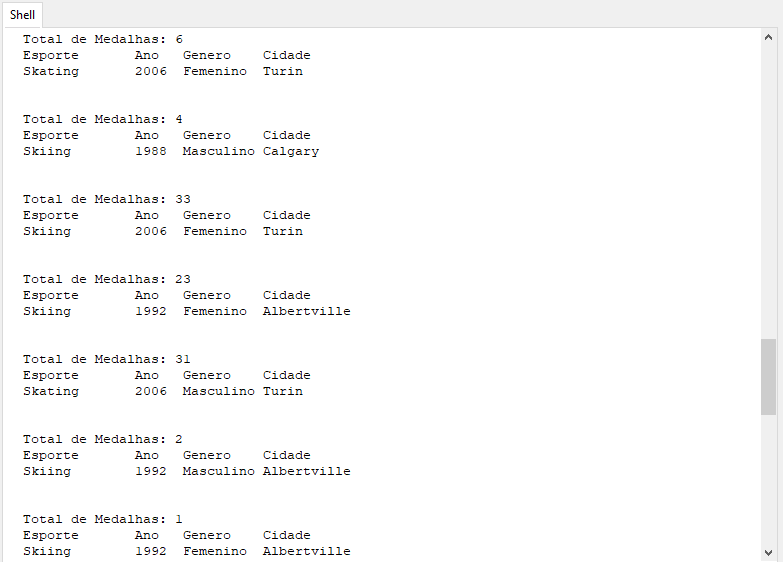 Shell
Total de Medalhas: 6
Esporte Ano Genero Cidade
Skating 2006 Femenino Turin
Total de Medalhas: 4
Esporte Ano Genero Cidade
Skiing 1988 Masculino Calgary
Total de Medalhas: 33
Esporte Ano Genero Cidade
Skiing 2006 Femenino Turin
Total de Medalhas: 23
Esporte Ano Genero Cidade
Skiing 1992 Femenino Albertville
Total de Medalhas: 31
Esporte Ano Genero Cidade
Skating 2006 Masculino Turin
Total de Medalhas: 2
Esporte Ano Genero Cidade
Skiing 1992 Masculino Albertville
Total de Medalhas: 1
Esporte Ano Genero Cidade
Skiing 1992 Femenino Albertville